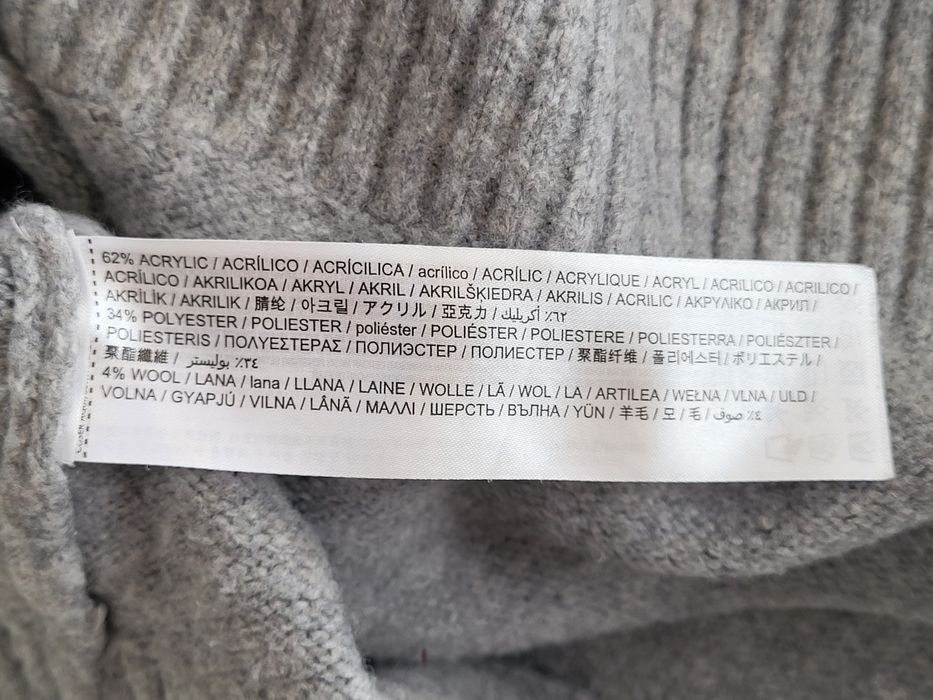 62% ACRYLIC / ACRÍLICO / ACRÍCILICA / acrílico / ACRÍLIC / ACRYLIQUE / ACRYL / ACRILICO / ACRILICO /
ACRÍLICO / AKRILIKOA / AKRYL / AKRIL / AKRILŠĶIEDRA / AKRILIS / ACRILIC / ΑΚΡΥΛΙΚΟ / АКРИЛ /
AKRİLİK / AKRILIK / 腈纶 / 아크릴 / アクリル / 亞克力 / ٦٢٪ أكريليك
34% POLYESTER / POLIESTER / poliéster / POLIÉSTER / POLIESTERE / POLIESTERRA / POLIÉSZTER /
POLIESTERIS / ΠΟΛΥΕΣΤΕΡΑΣ / ПОЛИЭСТЕР / ПОЛИЕСТЕР / 聚酯纤维 / 폴리에스터 / ポリエステル /
聚酯纖維 / ٣٤٪ بوليستر
4% WOOL / LANA / lana / LLANA / LAINE / WOLLE / LÃ / WOL / LA / ARTILEA / WEŁNA / VLNA / ULD /
VOLNA / GYAPJÚ / VILNA / LÂNĂ / ΜΑΛΛΙ / ШЕРСТЬ / ВЪЛНА / YÜN / 羊毛 / 모 / 毛 / ٤٪ صوف